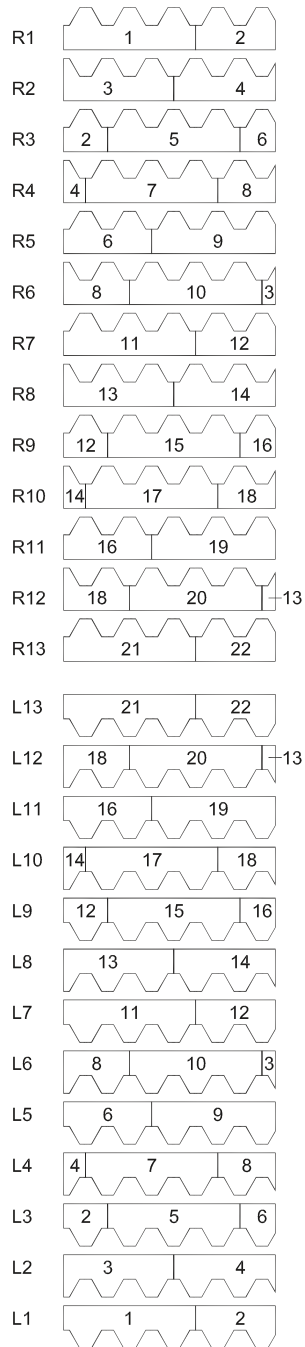 R1 1 2
R2 3 4
R3 2 5 6
R4 4 7 8
R5 6 9
R6 8 10 3
R7 11 12
R8 13 14
R9 12 15 16
R10 14 17 18
R11 16 19
R12 18 20 13
R13 21 22
L13 21 22
L12 18 20 13
L11 16 19
L10 14 17 18
L9 12 15 16
L8 13 14
L7 11 12
L6 8 10 3
L5 6 9
L4 4 7 8
L3 2 5 6
L2 3 4
L1 1 2